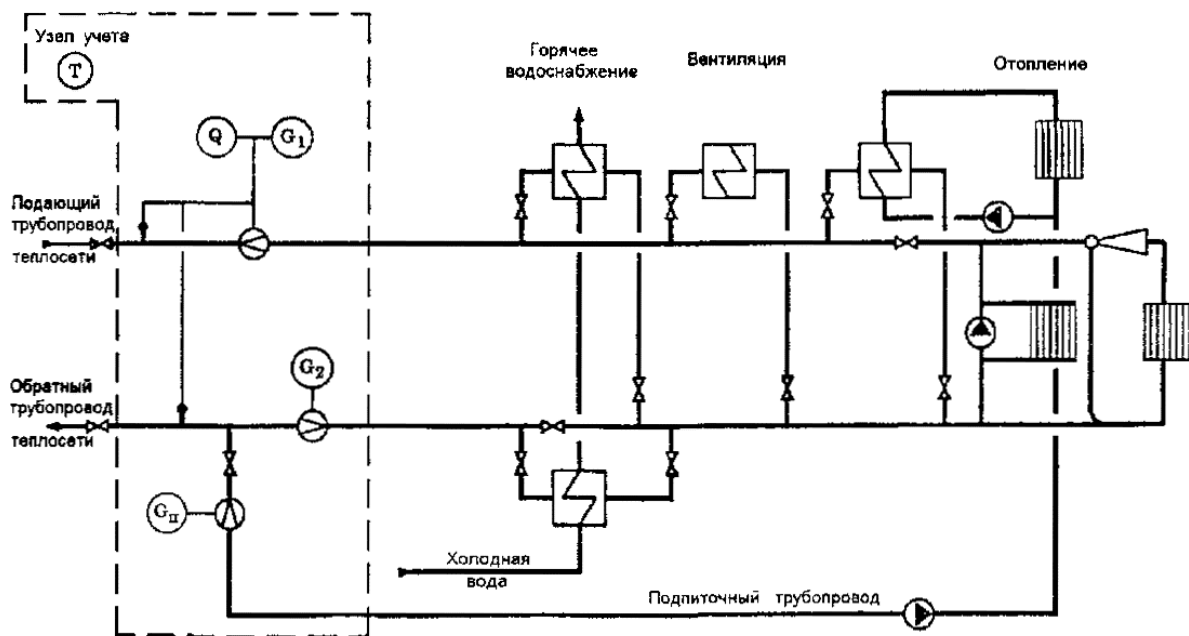 Узел учета
T
Горячее
водоснабжение
Вентиляция
Отопление
Q
G1
Подающий
трубопровод
теплосети
G2
Обратный
трубопровод
теплосети
Gп
Холодная
вода
Подпиточный трубопровод